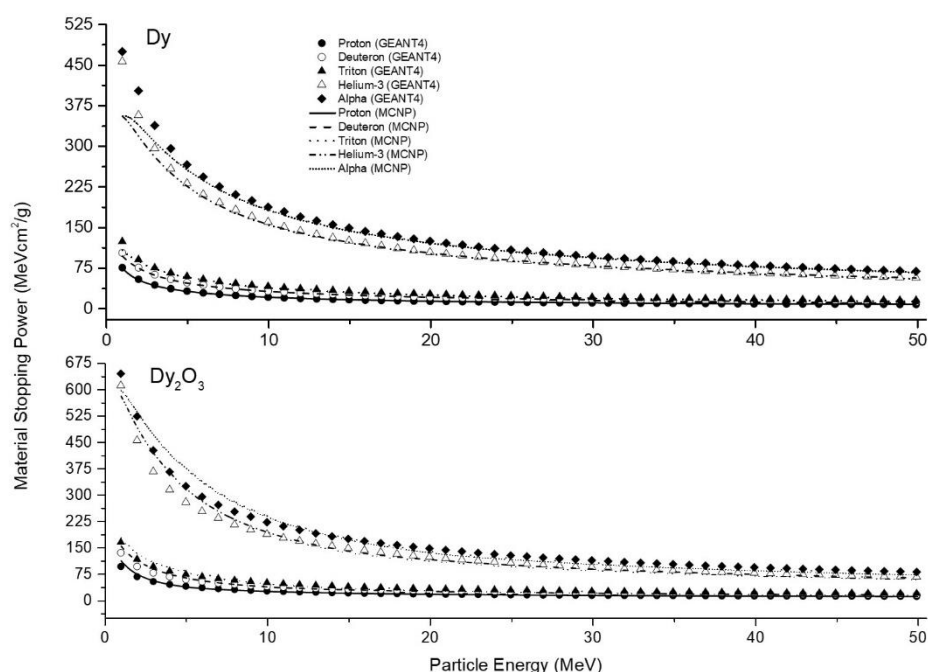 Material Stopping Power (MeVcm²/g)
Dy
525
450
375
300
225
150
75
0
Proton (GEANT4)
Deuteron (GEANT4)
Triton (GEANT4)
Helium-3 (GEANT4)
Alpha (GEANT4)
Proton (MCNP)
Deuteron (MCNP)
Triton (MCNP)
Helium-3 (MCNP)
Alpha (MCNP)
0 10 20 30 40 50
Dy₂O₃
675
600
525
450
375
300
225
150
75
0
0 10 20 30 40 50
Particle Energy (MeV)